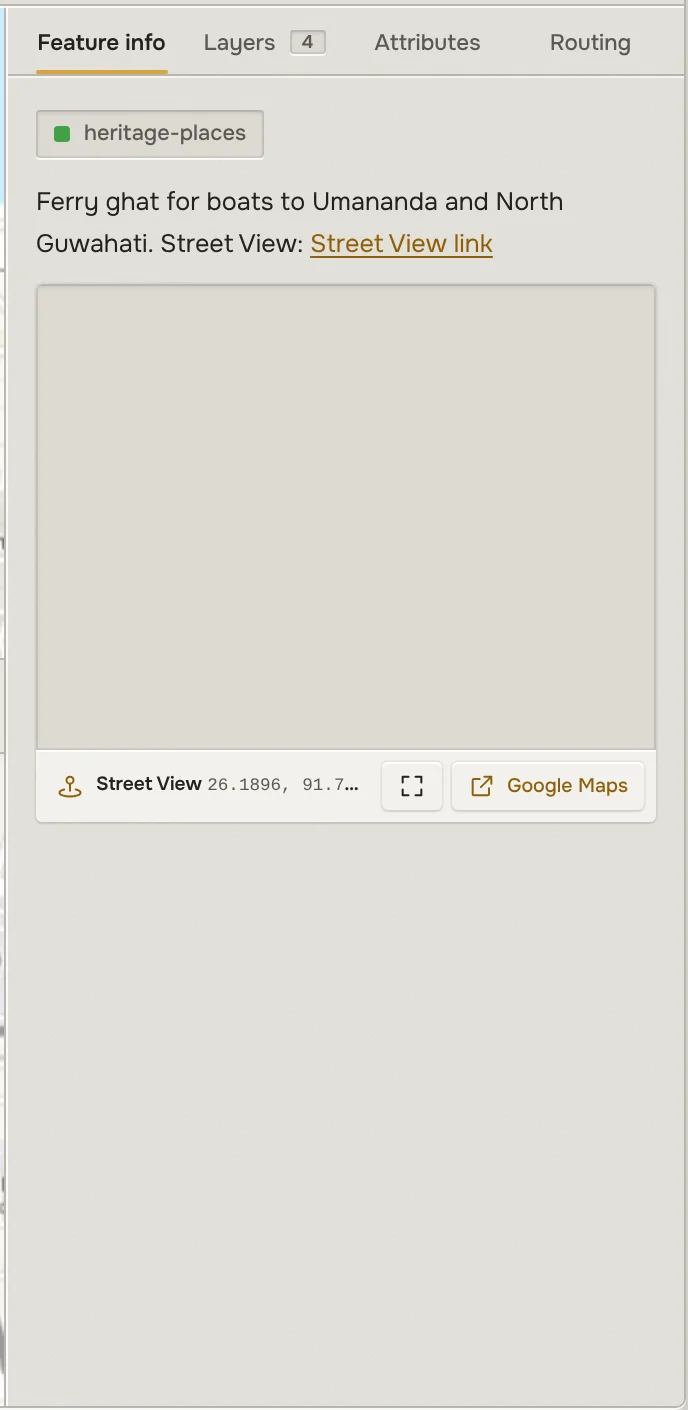 Feature info Layers 4 Attributes Routing
heritage-places
Ferry ghat for boats to Umananda and North
Guwahati. Street View: Street View link
Street View 26.1896, 91.7… Google Maps